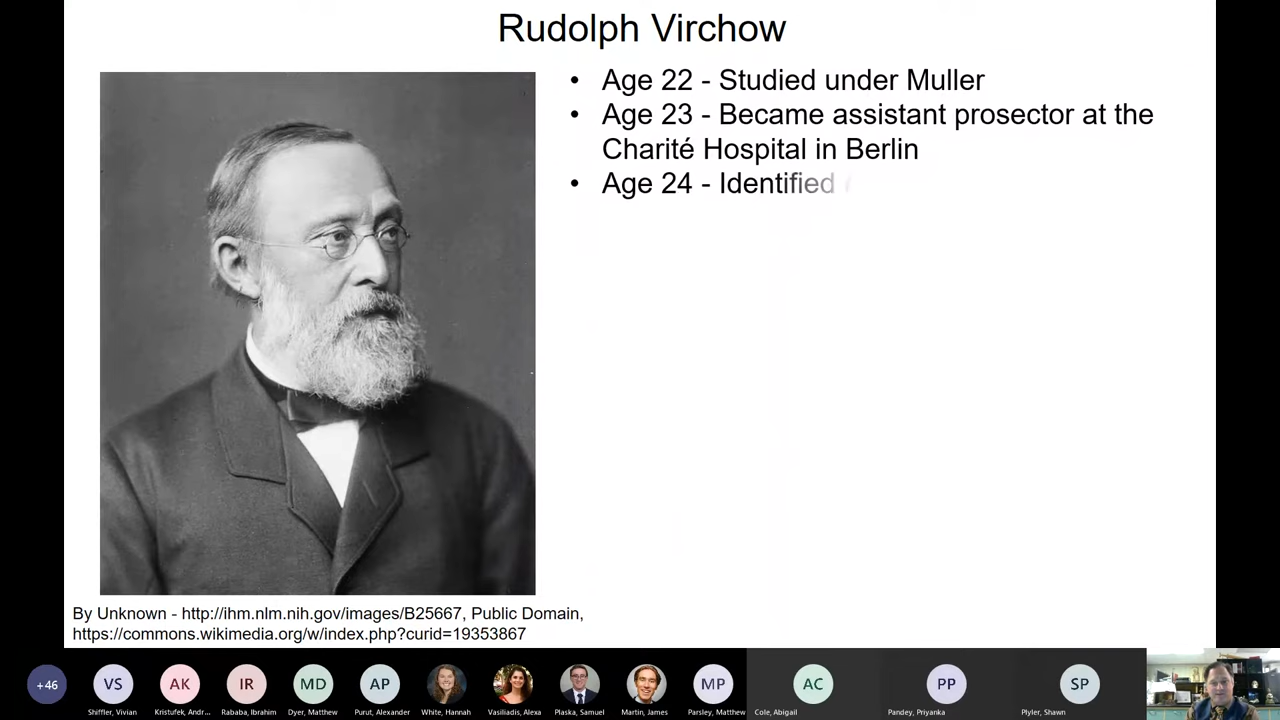 Rudolph Virchow
• Age 22 - Studied under Muller
• Age 23 - Became assistant prosector at the
Charité Hospital in Berlin
• Age 24 - Identified
By Unknown - http://ihm.nlm.nih.gov/images/B25667, Public Domain,
https://commons.wikimedia.org/w/index.php?curid=19353867
+46 VS AK IR MD AP MP AC PP SP
Shiffler, Vivian Kristufek, Andr... Rababa, Ibrahim Dyer, Matthew Purut, Alexander White, Hannah Vasiliadis, Alexa Plaska, Samuel Martin, James Parsley, Matthew Cole, Abigail Pandey, Priyanka Plyler, Shawn